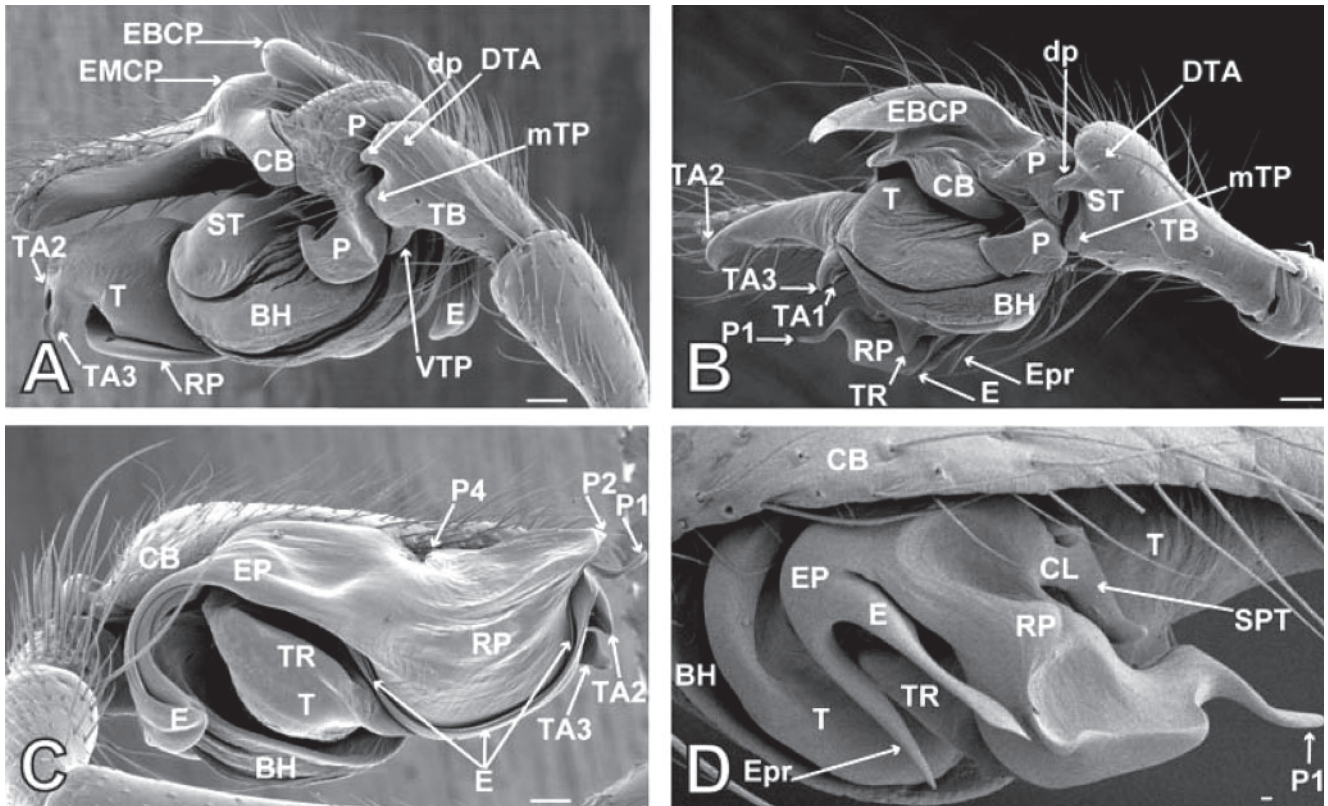 EBCP
EMCP
dp
DTA
P
mTP
CB
ST
TB
TA2
P
T
BH
E
A
TA3
RP
VTP
dp
DTA
EBCP
mTP
TA2
P
CB
T
ST
TB
P
TA3
TA1
BH
P1
RP
Epr
B
TR
E
P4
P2
P1
CB
EP
RP
TR
T
TA2
E
TA3
C
BH
E
CB
T
CL
EP
E
SPT
RP
BH
TR
T
D
Epr
P1